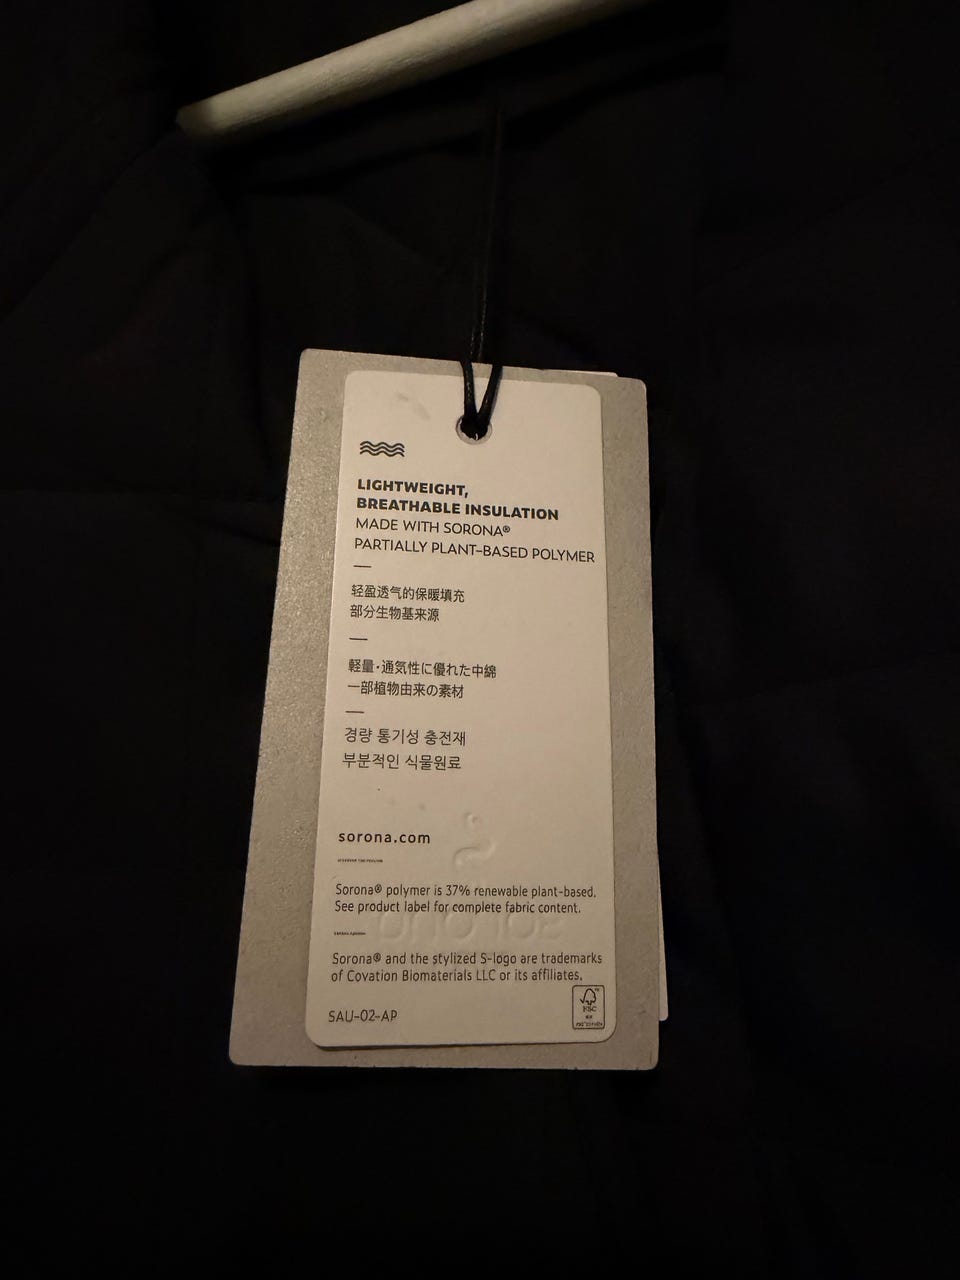 LIGHTWEIGHT,
BREATHABLE INSULATION
MADE WITH SORONA®
PARTIALLY PLANT-BASED POLYMER
轻盈透气的保暖填充
部分生物基来源
軽量·通気性に優れた中綿
一部植物由来の素材
경량 통기성 충전재
부분적인 식물원료
sorona.com
Sorona® polymer is 37% renewable plant-based.
See product label for complete fabric content.
Sorona® and the stylized S-logo are trademarks
of Covation Biomaterials LLC or its affiliates.
SAU-02-AP
FSC